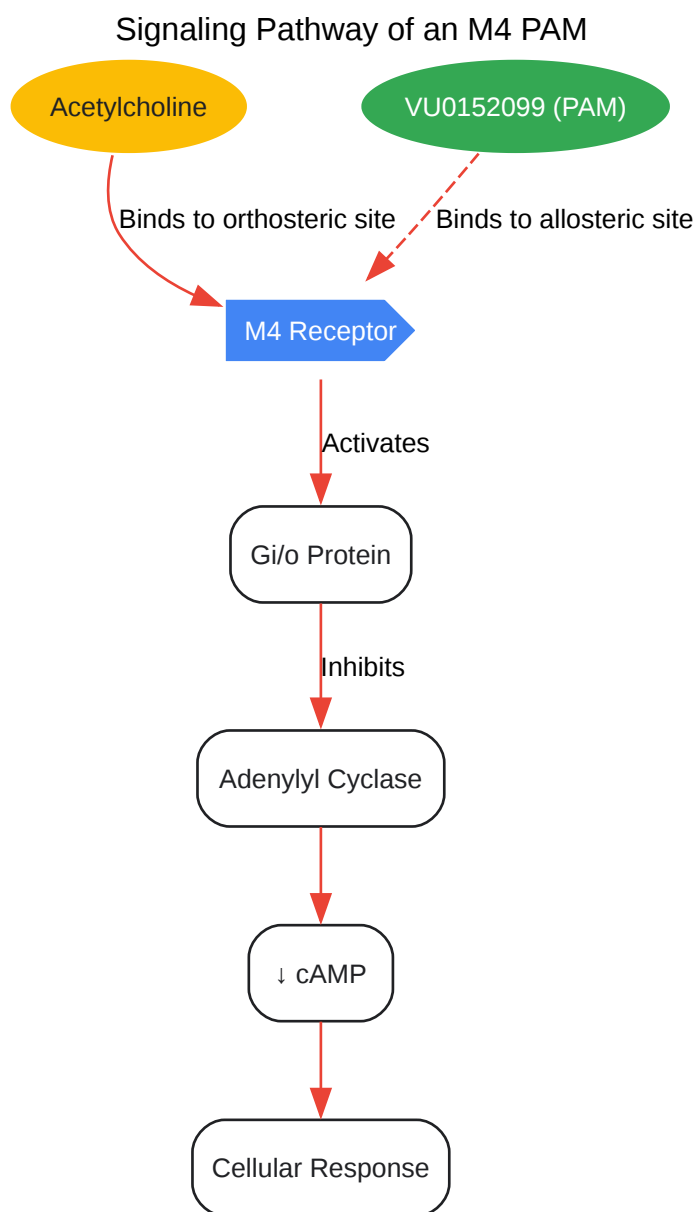 Signaling Pathway of an M4 PAM
Acetylcholine
VU0152099 (PAM)
Binds to orthosteric site
Binds to allosteric site
M4 Receptor
Activates
Gi/o Protein
Inhibits
Adenylyl Cyclase
↓ cAMP
Cellular Response